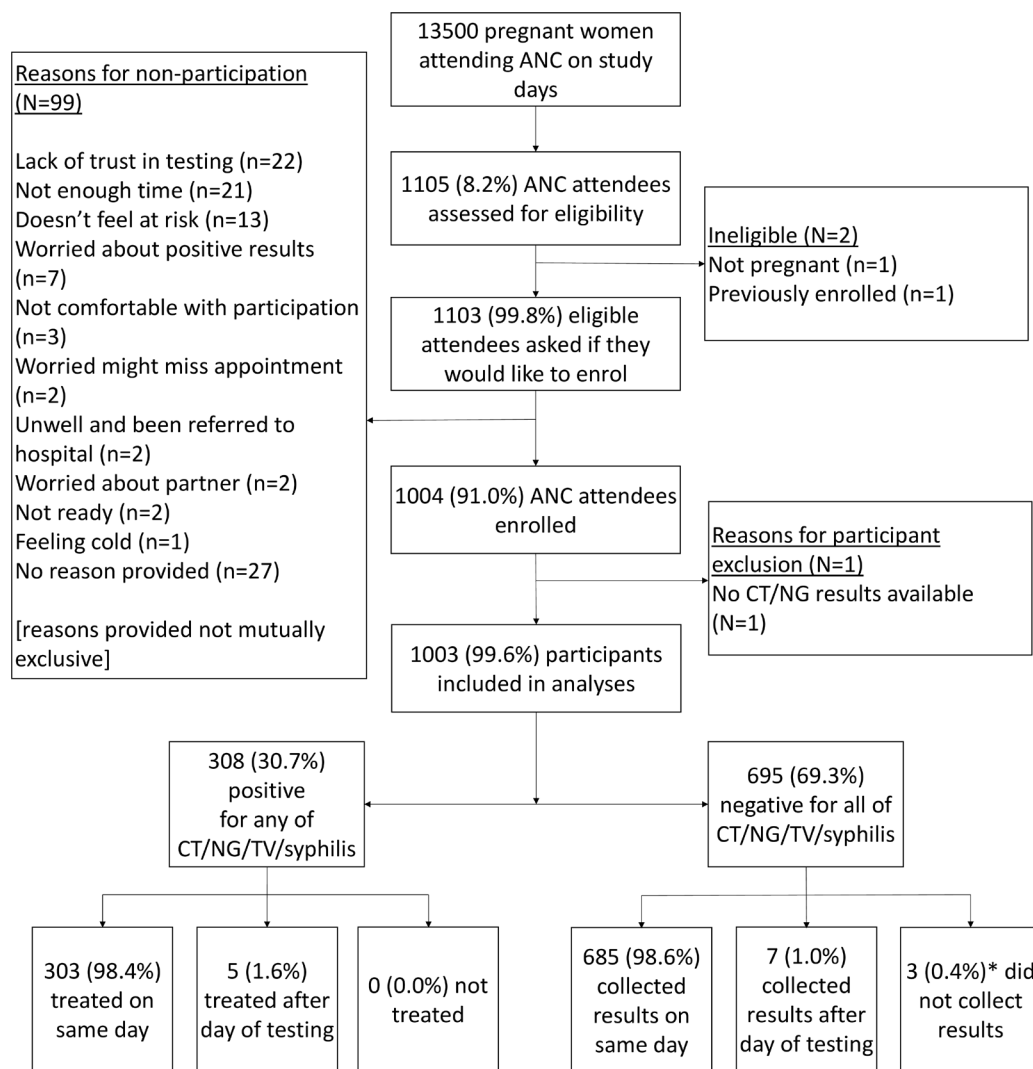 13500 pregnant women
attending ANC on study
days
Reasons for non-participation
(N=99)
Lack of trust in testing (n=22)
Not enough time (n=21)
Doesn't feel at risk (n=13)
Worried about positive results
(n=7)
Not comfortable with participation
(n=3)
Worried might miss appointment
(n=2)
Unwell and been referred to
hospital (n=2)
Worried about partner (n=2)
Not ready (n=2)
Feeling cold (n=1)
No reason provided (n=27)
[reasons provided not mutually
exclusive]
1105 (8.2%) ANC attendees
assessed for eligibility
Ineligible (N=2)
Not pregnant (n=1)
Previously enrolled (n=1)
1103 (99.8%) eligible
attendees asked if they
would like to enrol
1004 (91.0%) ANC attendees
enrolled
Reasons for participant
exclusion (N=1)
No CT/NG results available
(N=1)
1003 (99.6%) participants
included in analyses
308 (30.7%)
positive
for any of
CT/NG/TV/syphilis
695 (69.3%)
negative for all of
CT/NG/TV/syphilis
303 (98.4%)
treated on
same day
5 (1.6%)
treated after
day of testing
0 (0.0%) not
treated
685 (98.6%)
collected
results on
same day
7 (1.0%)
collected
results after
day of testing
3 (0.4%)* did
not collect
results